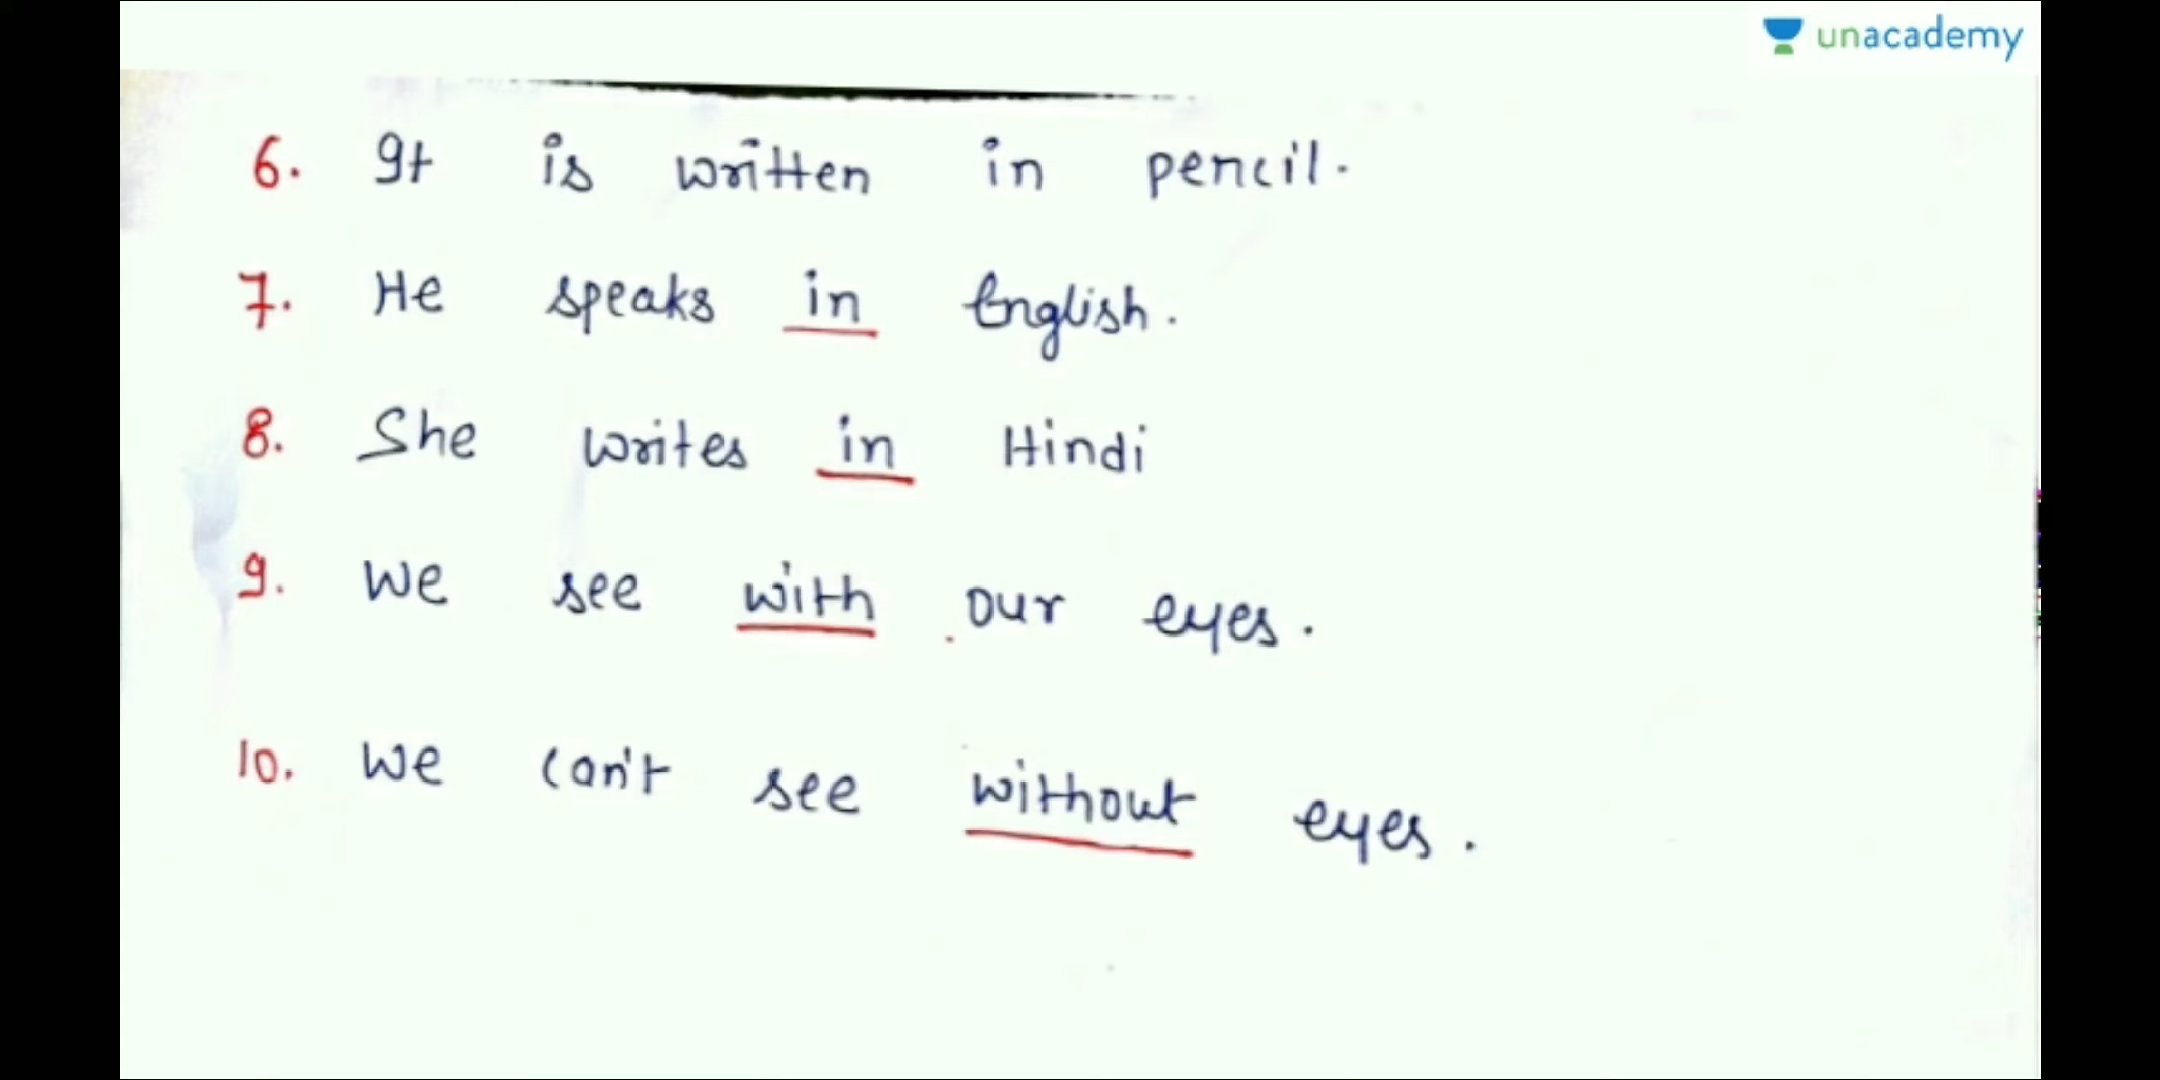 unacademy
6. It is written in pencil.
7. He speaks in English.
8. She writes in Hindi
9. We see with our eyes.
10. We can't see without eyes.